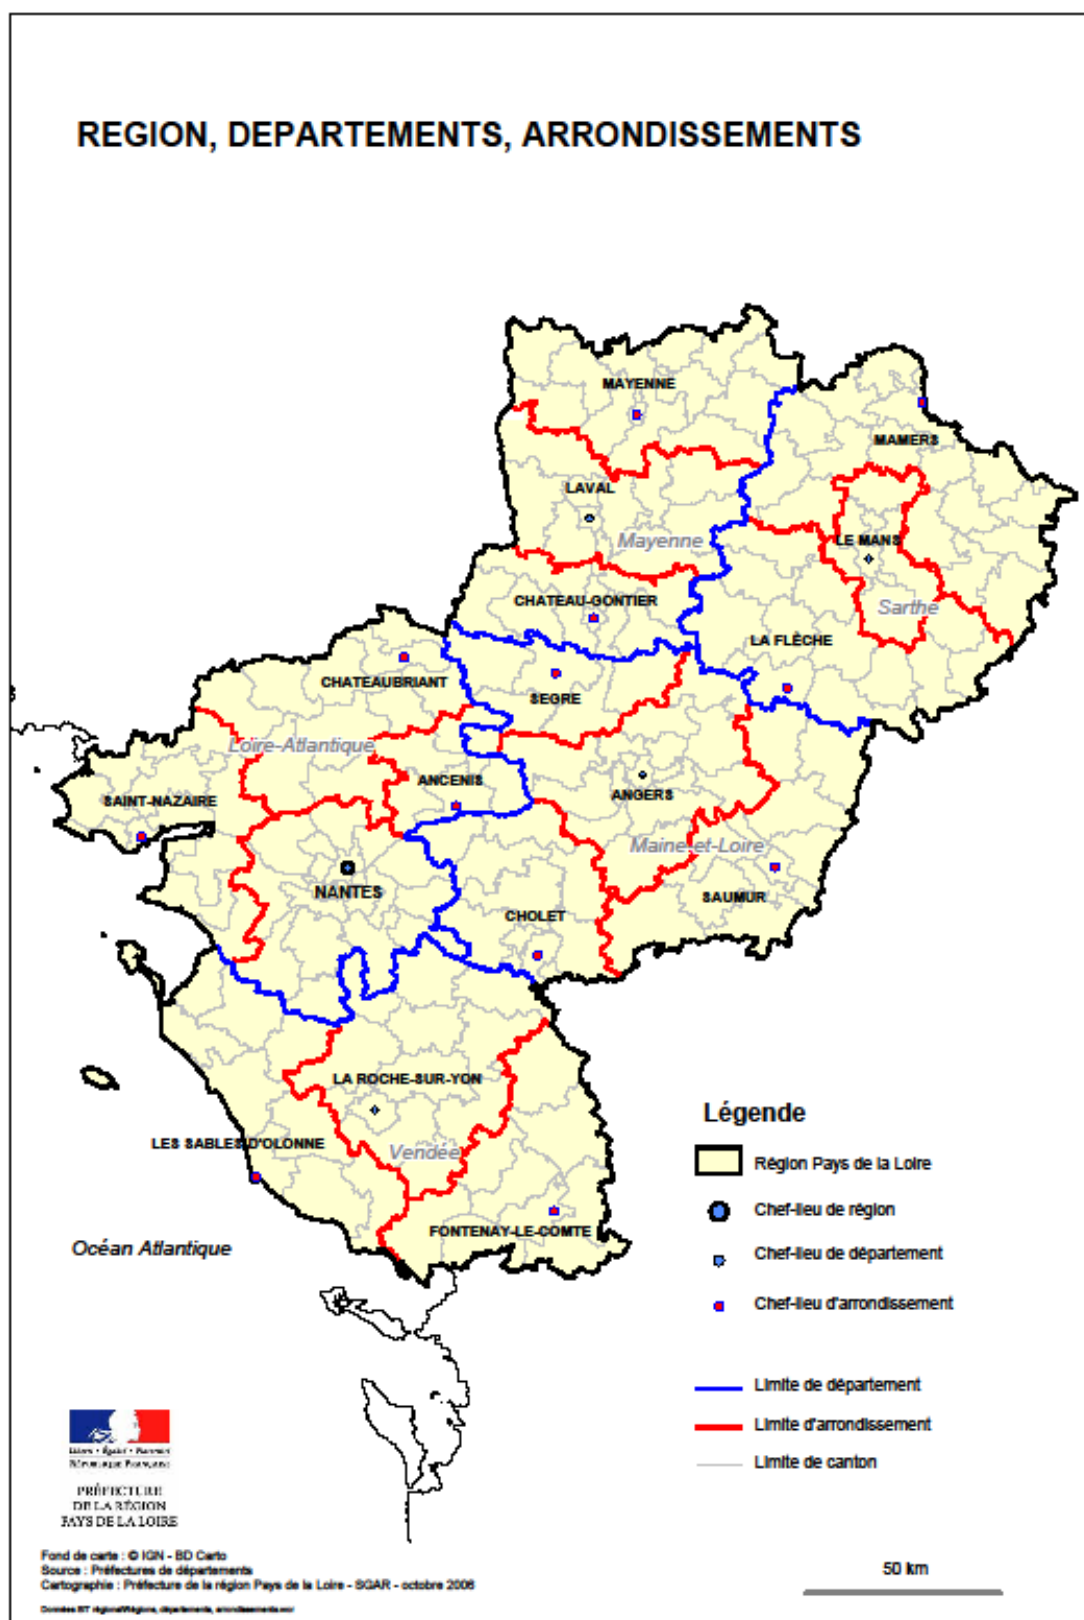 REGION, DEPARTEMENTS, ARRONDISSEMENTS
MAYENNE
MAMERS
LAVAL
Mayenne
LE MANS
CHATEAU-GONTIER
Sarthe
LA FLÈCHE
CHATEAUBRIANT
SEGRE
Loire-Atlantique
ANCENIS
SAINT-NAZAIRE
ANGERS
Maine-et-Loire
NANTES
SAUMUR
CHOLET
LA ROCHE-SUR-YON
LES SABLES D'OLONNE
Vendée
FONTENAY-LE-COMTE
Océan Atlantique
Légende
Région Pays de la Loire
Chef-lieu de région
Chef-lieu de département
Chef-lieu d'arrondissement
Limite de département
Limite d'arrondissement
Limite de canton
Liberté • Égalité • Fraternité
RÉPUBLIQUE FRANÇAISE
PRÉFECTURE
DE LA RÉGION
PAYS DE LA LOIRE
Fond de carte : © IGN - BD Carto
Source : Préfectures de départements
Cartographie : Préfecture de la région Pays de la Loire - SGAR - octobre 2006
50 km